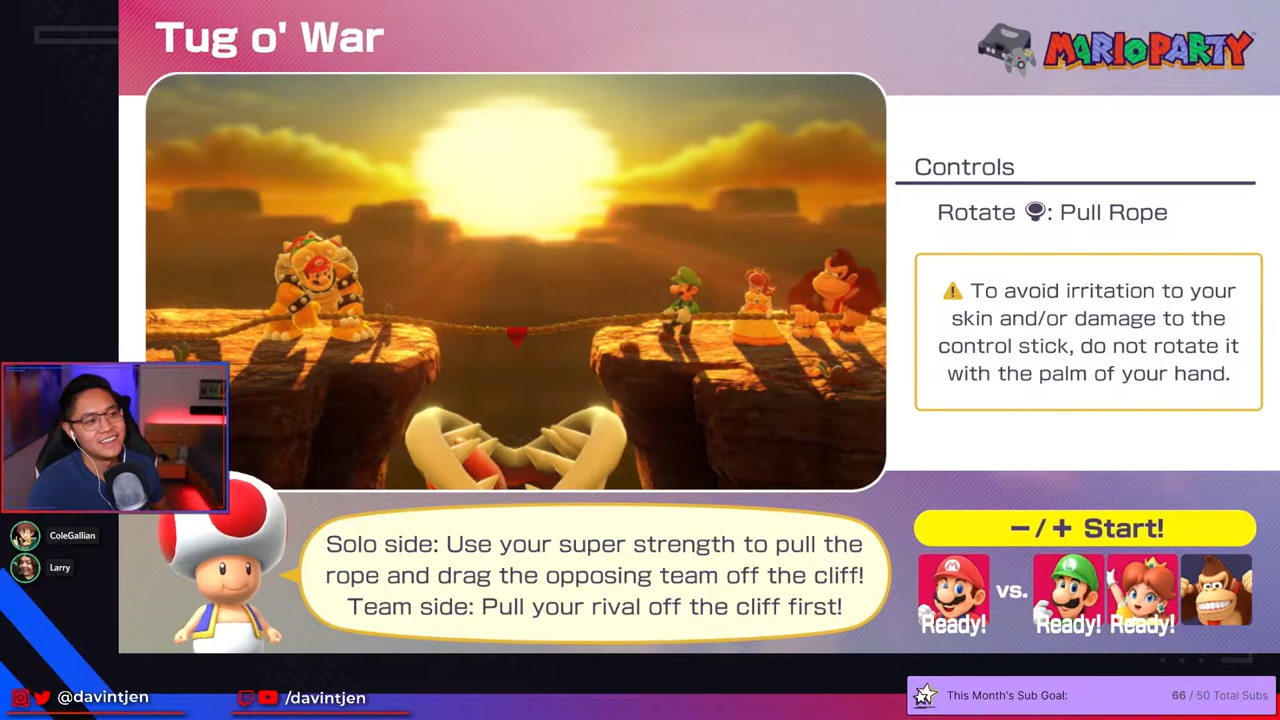 Tug o' War
MARIO PARTY
Controls
Rotate : Pull Rope
To avoid irritation to your
skin and/or damage to the
control stick, do not rotate it
with the palm of your hand.
Solo side: Use your super strength to pull the
rope and drag the opposing team off the cliff!
Team side: Pull your rival off the cliff first!
−/+ Start!
vs.
Ready! Ready! Ready!
ColeGallian
Larry
@davintjen
/davintjen
This Month's Sub Goal: 66 / 50 Total Subs